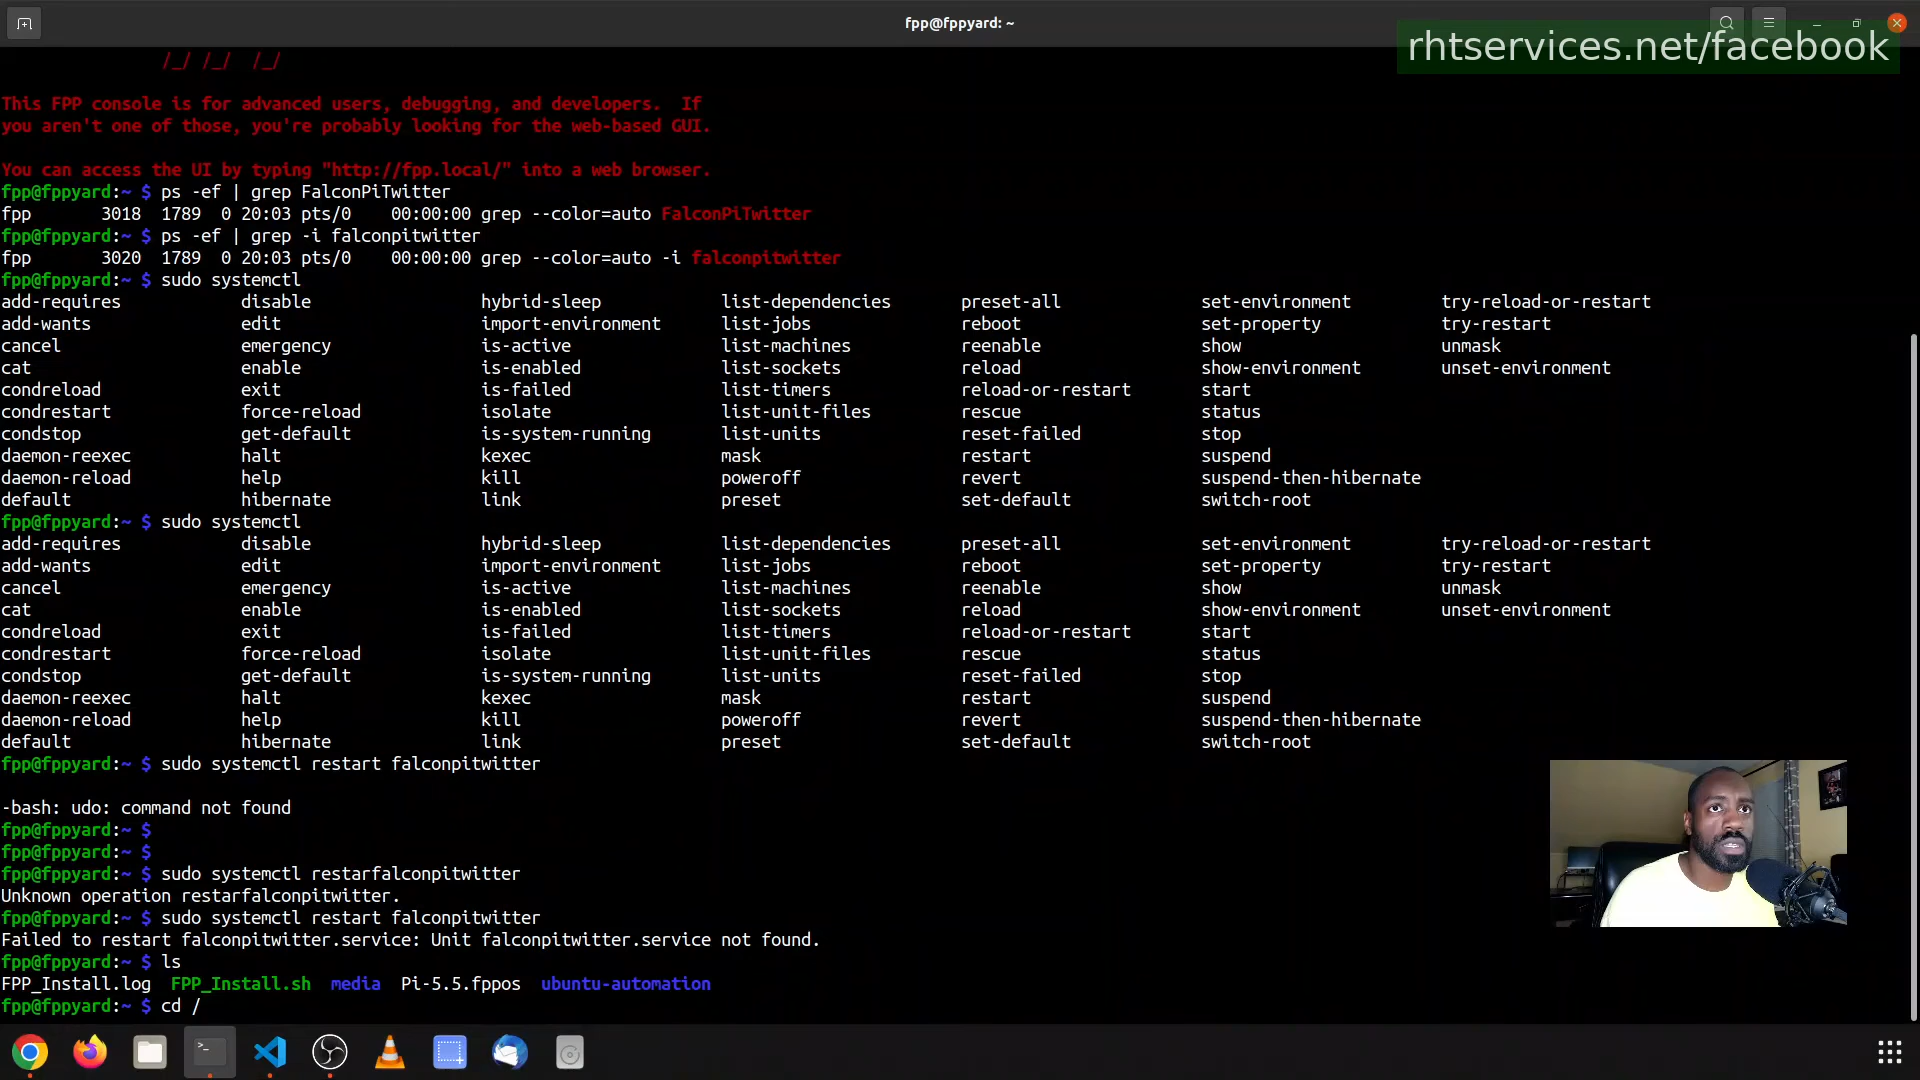 fpp@fppyard: ~
rhtservices.net/facebook
/_/ /_/  /_/
This FPP console is for advanced users, debugging, and developers.  If
you aren't one of those, you're probably looking for the web-based GUI.
You can access the UI by typing "http://fpp.local/" into a web browser.
fpp@fppyard:~ $ ps -ef | grep FalconPiTwitter
fpp       3018  1789  0 20:03 pts/0    00:00:00 grep --color=auto FalconPiTwitter
fpp@fppyard:~ $ ps -ef | grep -i falconpitwitter
fpp       3020  1789  0 20:03 pts/0    00:00:00 grep --color=auto -i falconpitwitter
fpp@fppyard:~ $ sudo systemctl
add-requires            disable                 hybrid-sleep            list-dependencies       preset-all              set-environment         try-reload-or-restart
add-wants               edit                    import-environment      list-jobs               reboot                  set-property            try-restart
cancel                  emergency               is-active               list-machines           reenable                show                    unmask
cat                     enable                  is-enabled              list-sockets            reload                  show-environment        unset-environment
condreload              exit                    is-failed               list-timers             reload-or-restart       start
condrestart             force-reload            isolate                 list-unit-files         rescue                  status
condstop                get-default             is-system-running       list-units              reset-failed            stop
daemon-reexec           halt                    kexec                   mask                    restart                 suspend
daemon-reload           help                    kill                    poweroff                revert                  suspend-then-hibernate
default                 hibernate               link                    preset                  set-default             switch-root
fpp@fppyard:~ $ sudo systemctl
add-requires            disable                 hybrid-sleep            list-dependencies       preset-all              set-environment         try-reload-or-restart
add-wants               edit                    import-environment      list-jobs               reboot                  set-property            try-restart
cancel                  emergency               is-active               list-machines           reenable                show                    unmask
cat                     enable                  is-enabled              list-sockets            reload                  show-environment        unset-environment
condreload              exit                    is-failed               list-timers             reload-or-restart       start
condrestart             force-reload            isolate                 list-unit-files         rescue                  status
condstop                get-default             is-system-running       list-units              reset-failed            stop
daemon-reexec           halt                    kexec                   mask                    restart                 suspend
daemon-reload           help                    kill                    poweroff                revert                  suspend-then-hibernate
default                 hibernate               link                    preset                  set-default             switch-root
fpp@fppyard:~ $ sudo systemctl restart falconpitwitter
-bash: udo: command not found
fpp@fppyard:~ $
fpp@fppyard:~ $
fpp@fppyard:~ $ sudo systemctl restarfalconpitwitter
Unknown operation restarfalconpitwitter.
fpp@fppyard:~ $ sudo systemctl restart falconpitwitter
Failed to restart falconpitwitter.service: Unit falconpitwitter.service not found.
fpp@fppyard:~ $ ls
FPP_Install.log  FPP_Install.sh  media  Pi-5.5.fppos  ubuntu-automation
fpp@fppyard:~ $ cd /